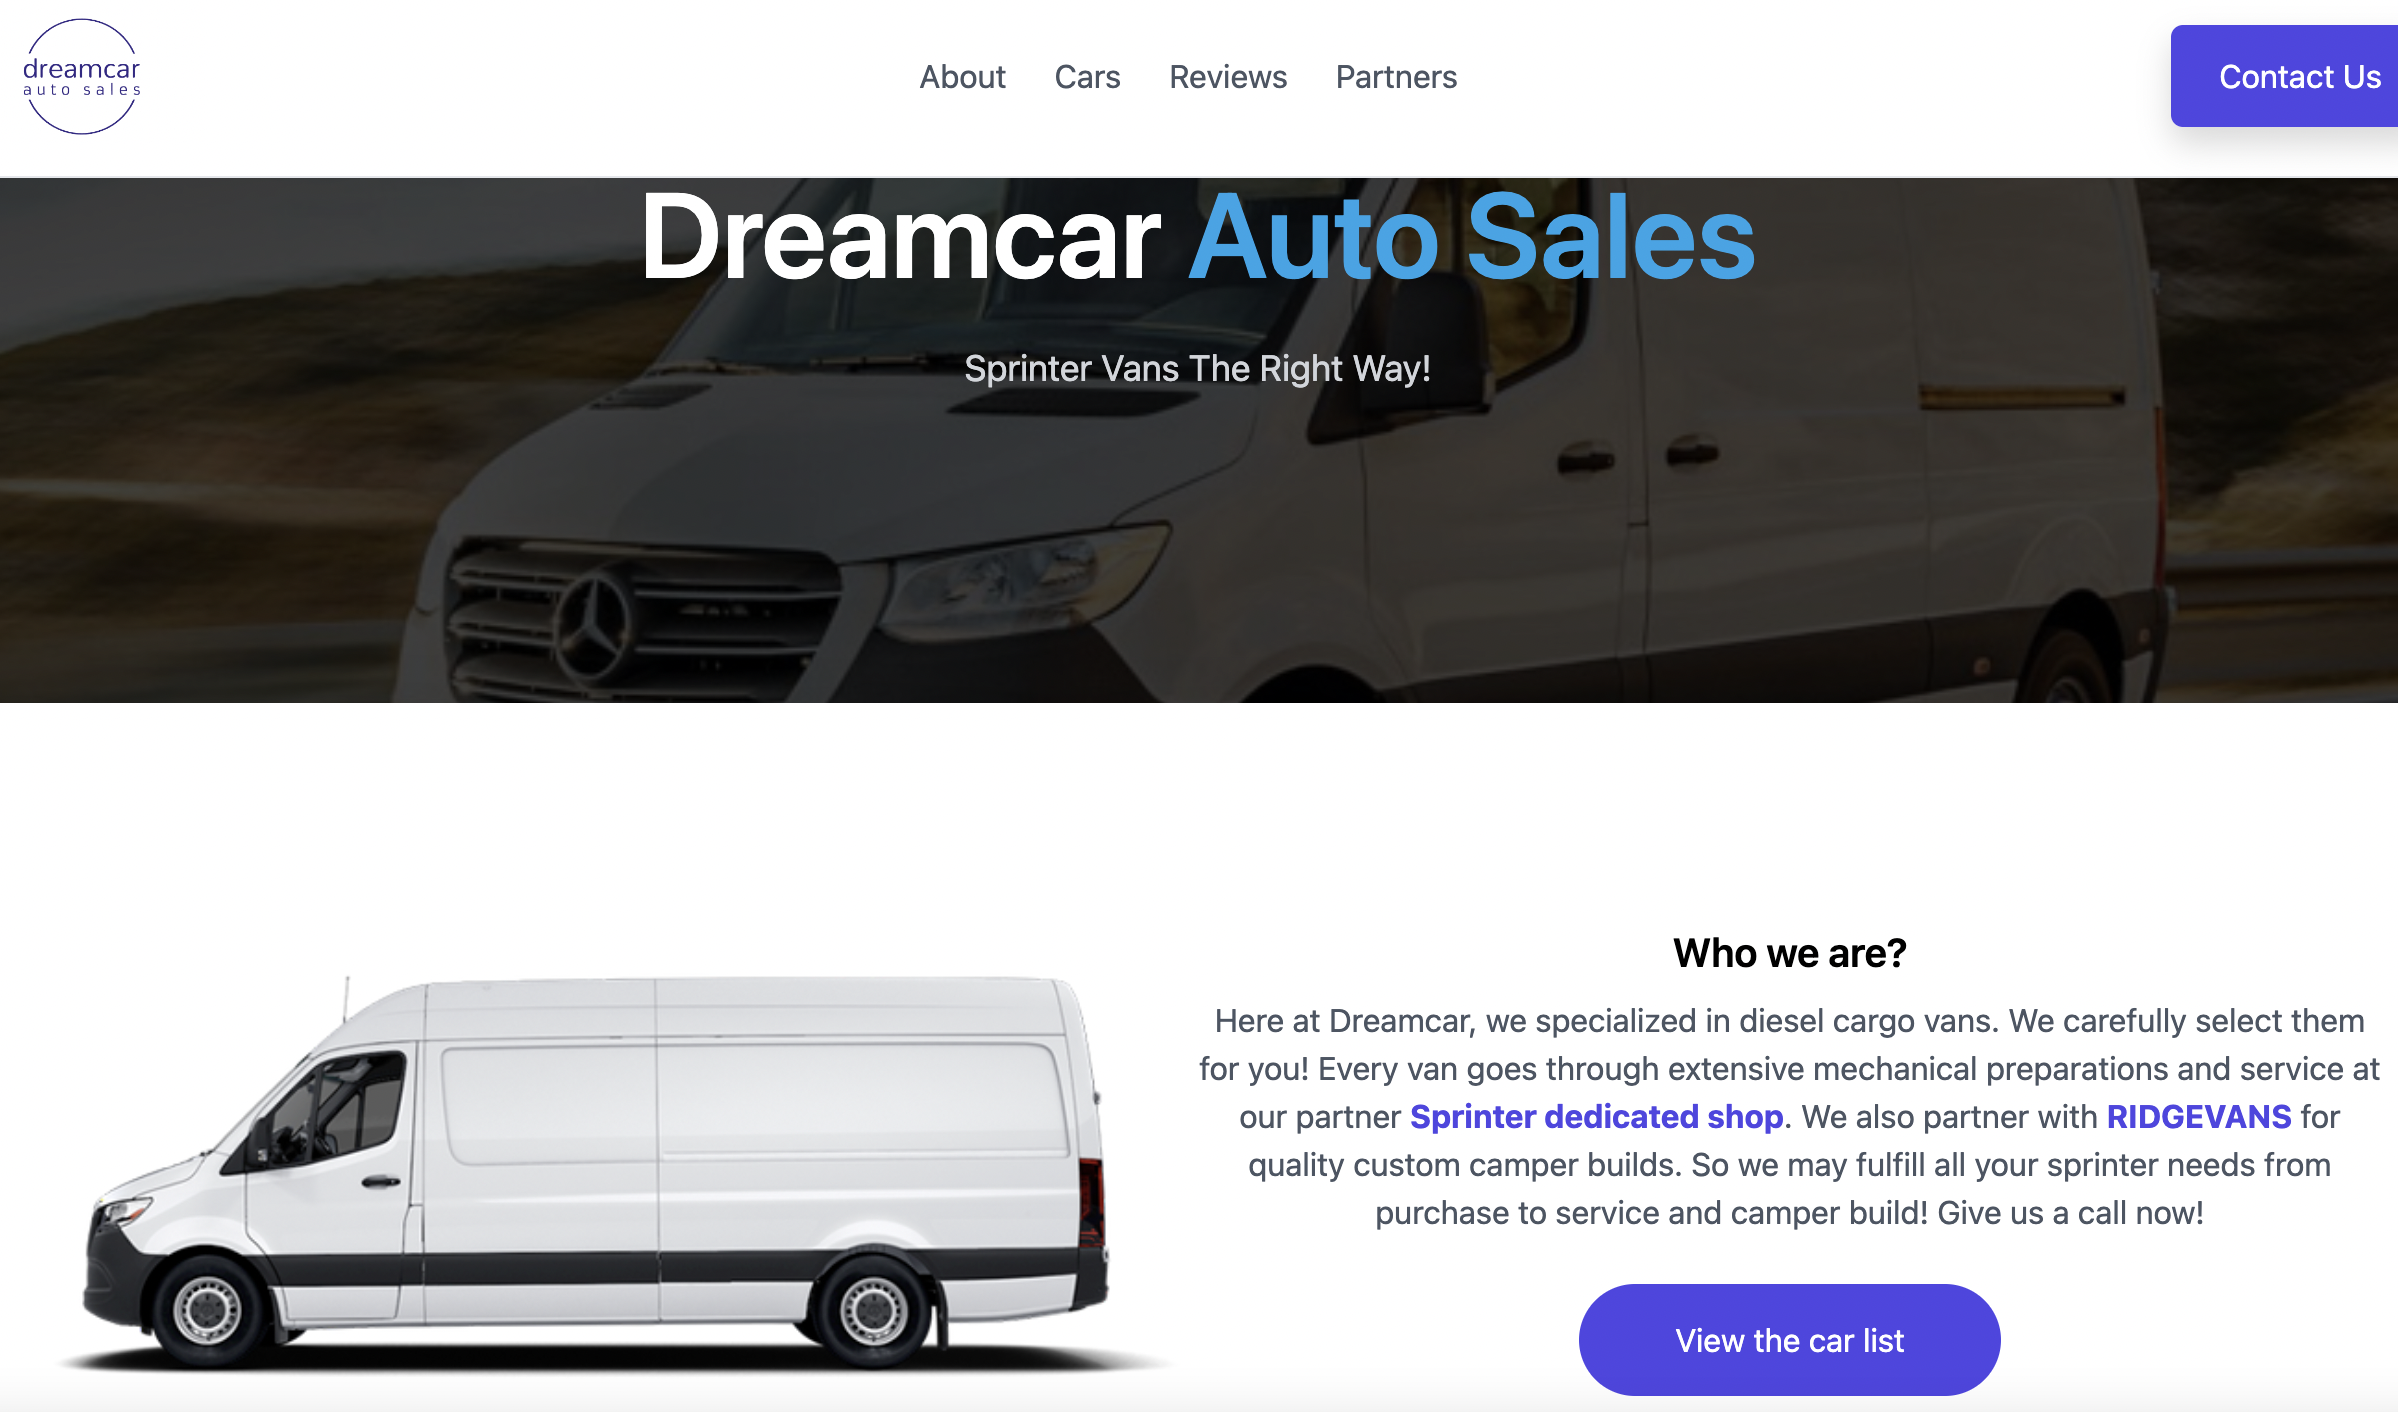 dreamcar
auto sales
About Cars Reviews Partners
Contact Us
Dreamcar Auto Sales
Sprinter Vans The Right Way!
Who we are?
Here at Dreamcar, we specialized in diesel cargo vans. We carefully select them
for you! Every van goes through extensive mechanical preparations and service at
our partner Sprinter dedicated shop. We also partner with RIDGEVANS for
quality custom camper builds. So we may fulfill all your sprinter needs from
purchase to service and camper build! Give us a call now!
View the car list